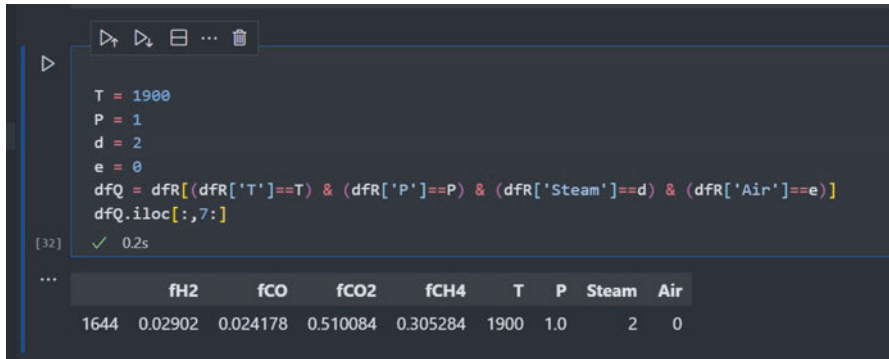 T = 1900
P = 1
d = 2
e = 0
dfQ = dfR[(dfR['T']==T) & (dfR['P']==P) & (dfR['Steam']==d) & (dfR['Air']==e)]
dfQ.iloc[:,7:]
[32] 0.2s
fH2 fCO fCO2 fCH4 T P Steam Air
1644 0.02902 0.024178 0.510084 0.305284 1900 1.0 2 0